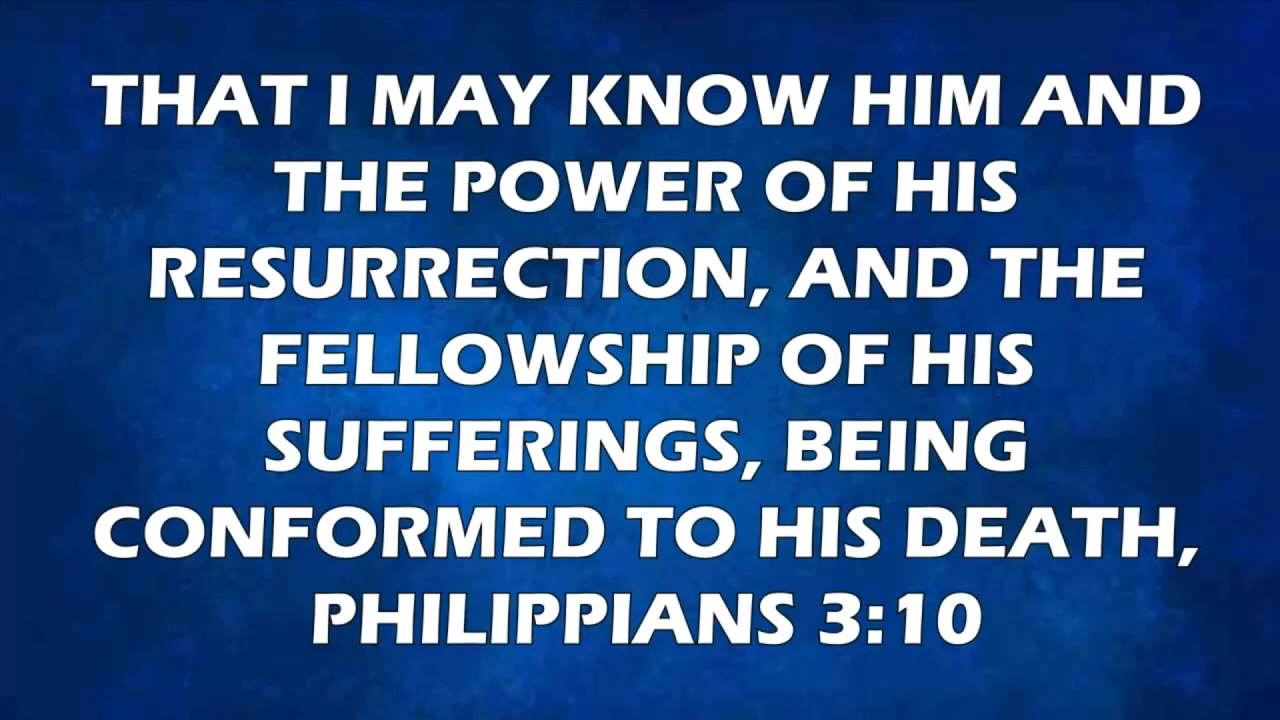 THAT I MAY KNOW HIM AND
THE POWER OF HIS
RESURRECTION, AND THE
FELLOWSHIP OF HIS
SUFFERINGS, BEING
CONFORMED TO HIS DEATH,
PHILIPPIANS 3:10